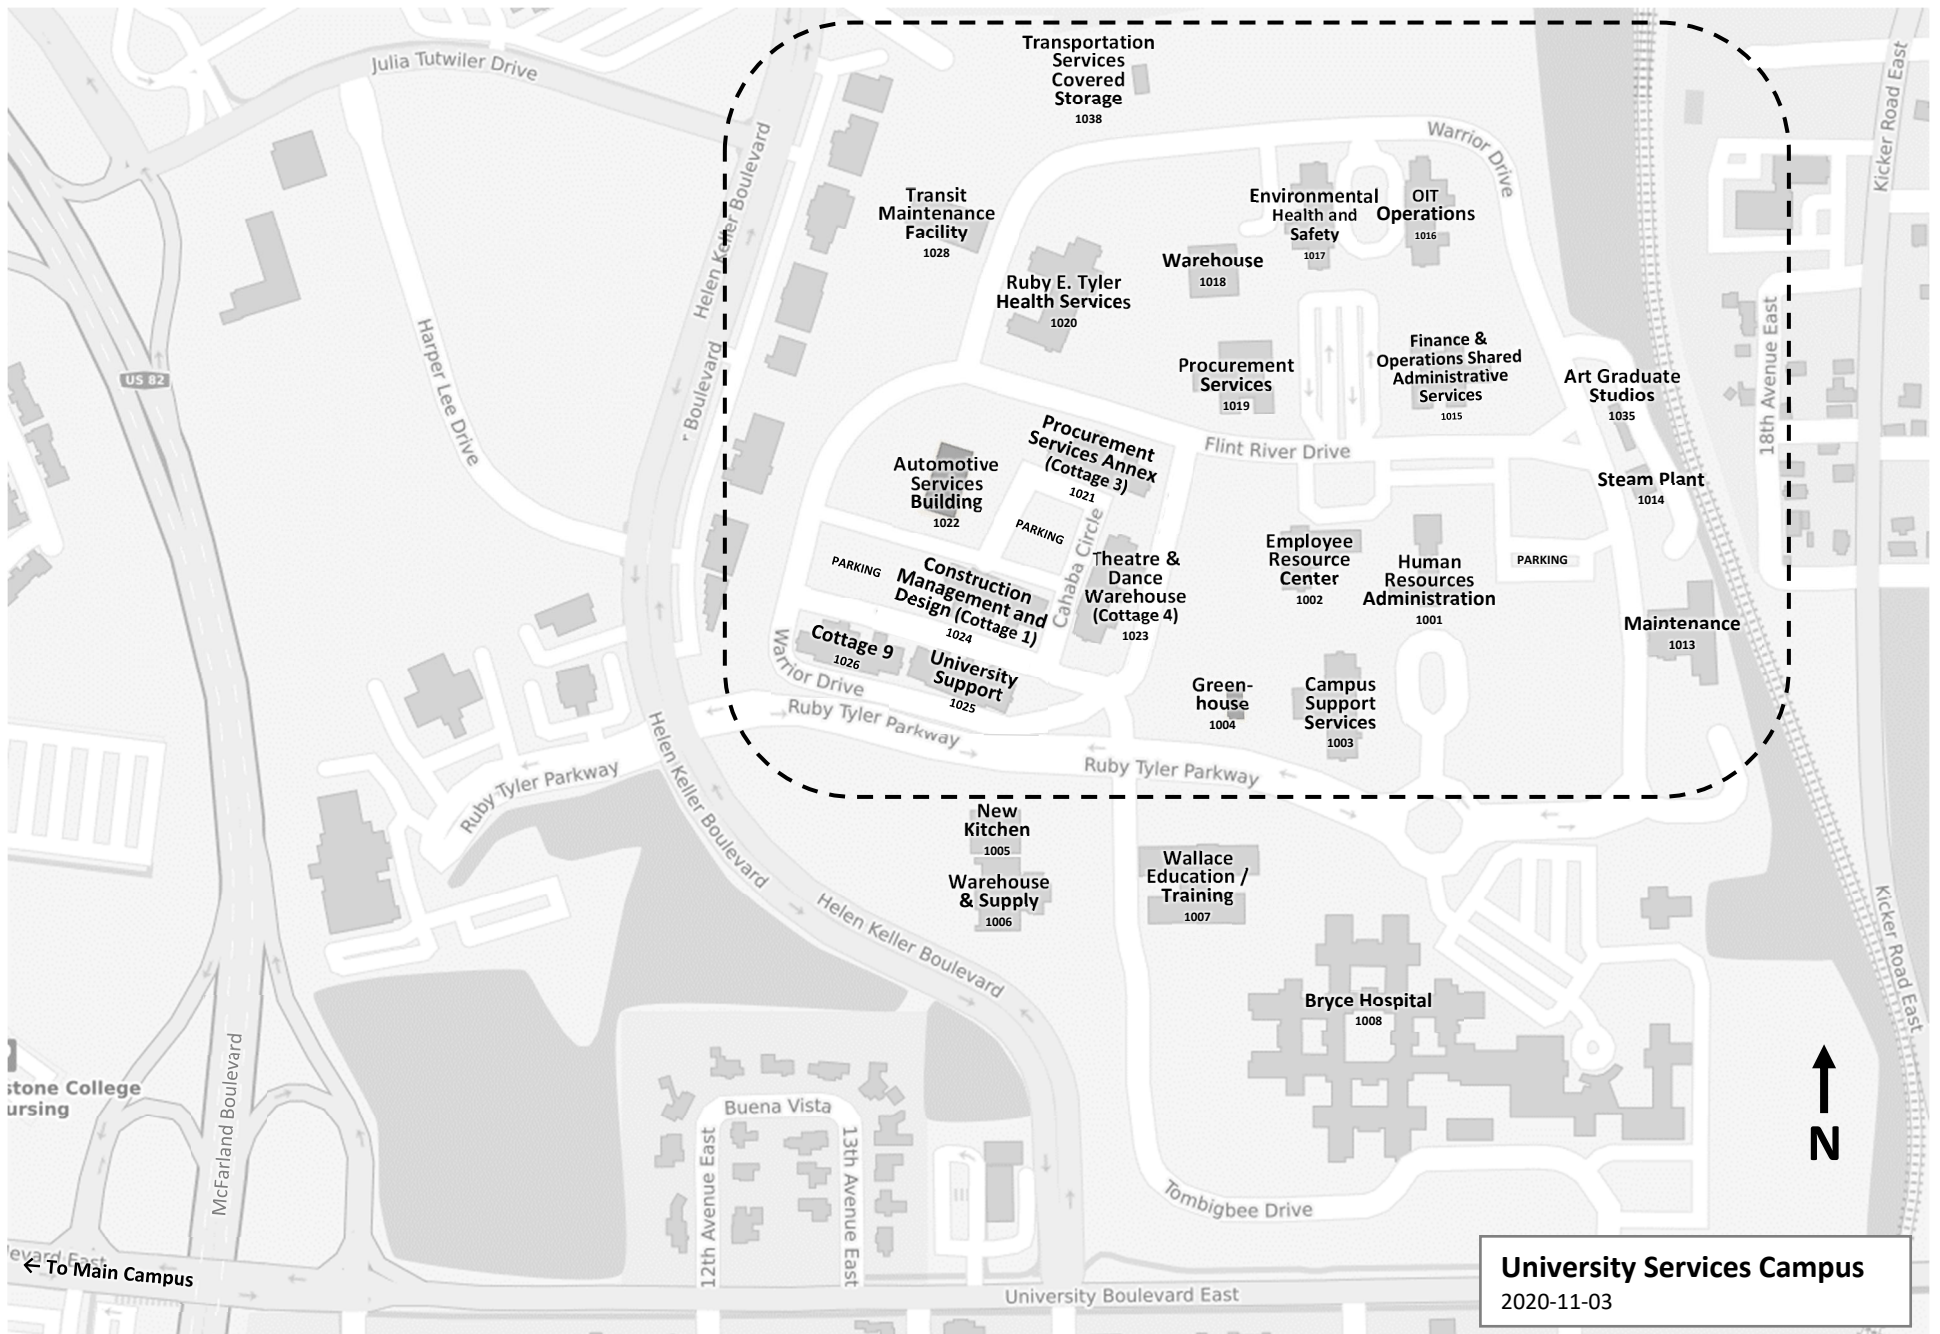 Julia Tutwiler Drive
Transportation
Services
Covered
Storage
1038
Warrior Drive
Kicker Road East
Helen Keller Boulevard
Transit
Maintenance
Facility
1028
Environmental
Health and
Safety
1017
OIT
Operations
1016
Warehouse
1018
Ruby E. Tyler
Health Services
1020
US 82
Harper Lee Drive
r Boulevard
18th Avenue East
Procurement
Services
1019
Finance &
Operations Shared
Administrative
Services
1015
Art Graduate
Studios
1035
Flint River Drive
Procurement
Services Annex
(Cottage 3)
1021
Automotive
Services
Building
1022
Steam Plant
1014
PARKING
Cahaba Circle
PARKING
Construction
Management and
Design (Cottage 1)
1024
Theatre &
Dance
Warehouse
(Cottage 4)
1023
Employee
Resource
Center
1002
Human
Resources
Administration
1001
PARKING
Maintenance
1013
Cottage 9
1026
University
Support
1025
Warrior Drive
Green-
house
1004
Campus
Support
Services
1003
Ruby Tyler Parkway
Ruby Tyler Parkway
Ruby Tyler Parkway
Helen Keller Boulevard
New
Kitchen
1005
Warehouse
& Supply
1006
Wallace
Education /
Training
1007
Helen Keller Boulevard
Kicker Road East
Bryce Hospital
1008
McFarland Boulevard
stone College
ursing
Buena Vista
12th Avenue East
13th Avenue East
N
Tombigbee Drive
levard East
← To Main Campus
University Boulevard East
University Services Campus
2020-11-03